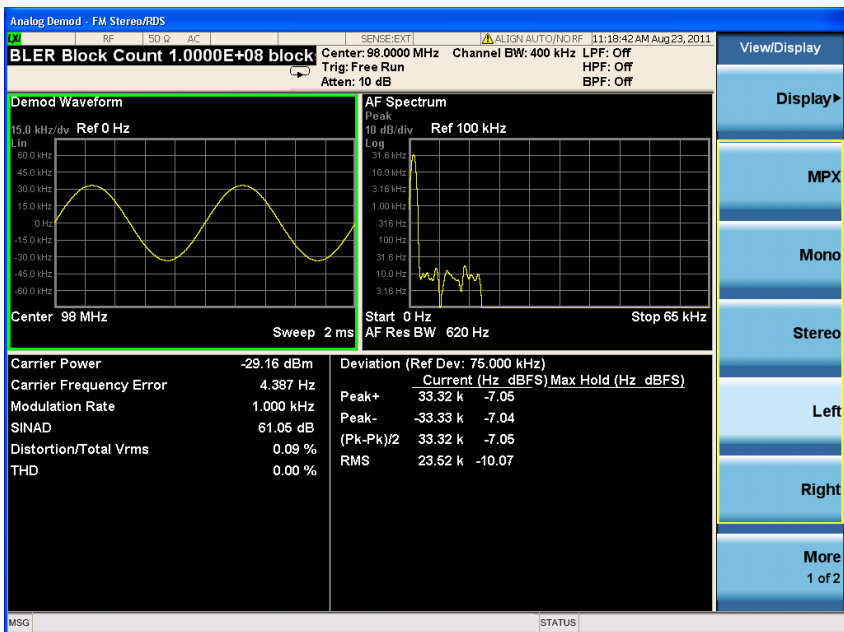 Analog Demod - FM Stereo/RDS
LXI RF 50 Ω AC SENSE:EXT ALIGN AUTO/NO RF 11:18:42 AM Aug 23, 2011
BLER Block Count 1.0000E+08 block
Center: 98.0000 MHz Channel BW: 400 kHz LPF: Off
Trig: Free Run HPF: Off
Atten: 10 dB BPF: Off
Demod Waveform
15.0 kHz/dv Ref 0 Hz
Lin
60.0 kHz
45.0 kHz
30.0 kHz
15.0 kHz
0 Hz
-15.0 kHz
-30.0 kHz
-45.0 kHz
-60.0 kHz
Center 98 MHz
Sweep 2 ms
AF Spectrum
Peak
10 dB/div Ref 100 kHz
Log
31.6 kHz
10.0 kHz
3.16 kHz
1.00 kHz
316 Hz
100 Hz
31.6 Hz
10.0 Hz
3.16 Hz
Start 0 Hz Stop 65 kHz
AF Res BW 620 Hz
Carrier Power -29.16 dBm
Carrier Frequency Error 4.387 Hz
Modulation Rate 1.000 kHz
SINAD 61.05 dB
Distortion/Total Vrms 0.09 %
THD 0.00 %
Deviation (Ref Dev: 75.000 kHz)
Current (Hz dBFS) Max Hold (Hz dBFS)
Peak+ 33.32 k -7.05
Peak- -33.33 k -7.04
(Pk-Pk)/2 33.32 k -7.05
RMS 23.52 k -10.07
View/Display
Display
MPX
Mono
Stereo
Left
Right
More
1 of 2
MSG STATUS